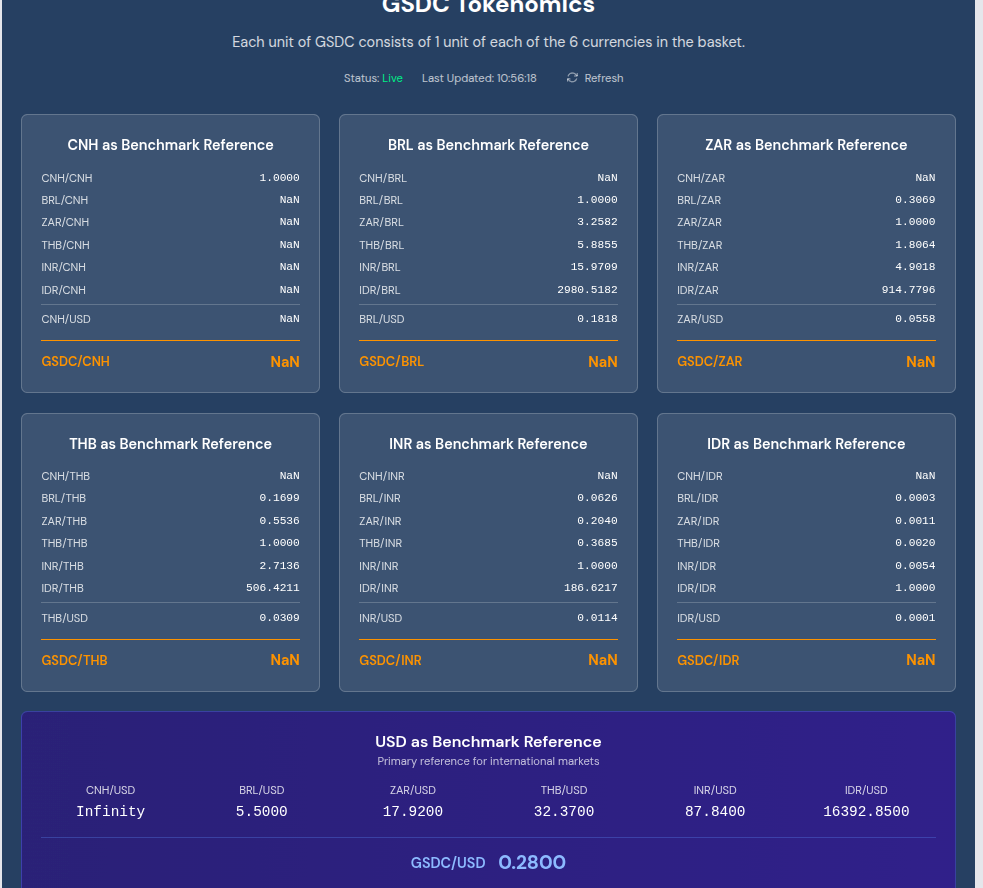 GSDC Tokenomics
Each unit of GSDC consists of 1 unit of each of the 6 currencies in the basket.
Status: Live Last Updated: 10:56:18 Refresh
CNH as Benchmark Reference
CNH/CNH 1.0000
BRL/CNH NaN
ZAR/CNH NaN
THB/CNH NaN
INR/CNH NaN
IDR/CNH NaN
CNH/USD NaN
GSDC/CNH NaN
BRL as Benchmark Reference
CNH/BRL NaN
BRL/BRL 1.0000
ZAR/BRL 3.2582
THB/BRL 5.8855
INR/BRL 15.9709
IDR/BRL 2980.5182
BRL/USD 0.1818
GSDC/BRL NaN
ZAR as Benchmark Reference
CNH/ZAR NaN
BRL/ZAR 0.3069
ZAR/ZAR 1.0000
THB/ZAR 1.8064
INR/ZAR 4.9018
IDR/ZAR 914.7796
ZAR/USD 0.0558
GSDC/ZAR NaN
THB as Benchmark Reference
CNH/THB NaN
BRL/THB 0.1699
ZAR/THB 0.5536
THB/THB 1.0000
INR/THB 2.7136
IDR/THB 506.4211
THB/USD 0.0309
GSDC/THB NaN
INR as Benchmark Reference
CNH/INR NaN
BRL/INR 0.0626
ZAR/INR 0.2040
THB/INR 0.3685
INR/INR 1.0000
IDR/INR 186.6217
INR/USD 0.0114
GSDC/INR NaN
IDR as Benchmark Reference
CNH/IDR NaN
BRL/IDR 0.0003
ZAR/IDR 0.0011
THB/IDR 0.0020
INR/IDR 0.0054
IDR/IDR 1.0000
IDR/USD 0.0001
GSDC/IDR NaN
USD as Benchmark Reference
Primary reference for international markets
CNH/USD BRL/USD ZAR/USD THB/USD INR/USD IDR/USD
Infinity 5.5000 17.9200 32.3700 87.8400 16392.8500
GSDC/USD 0.2800